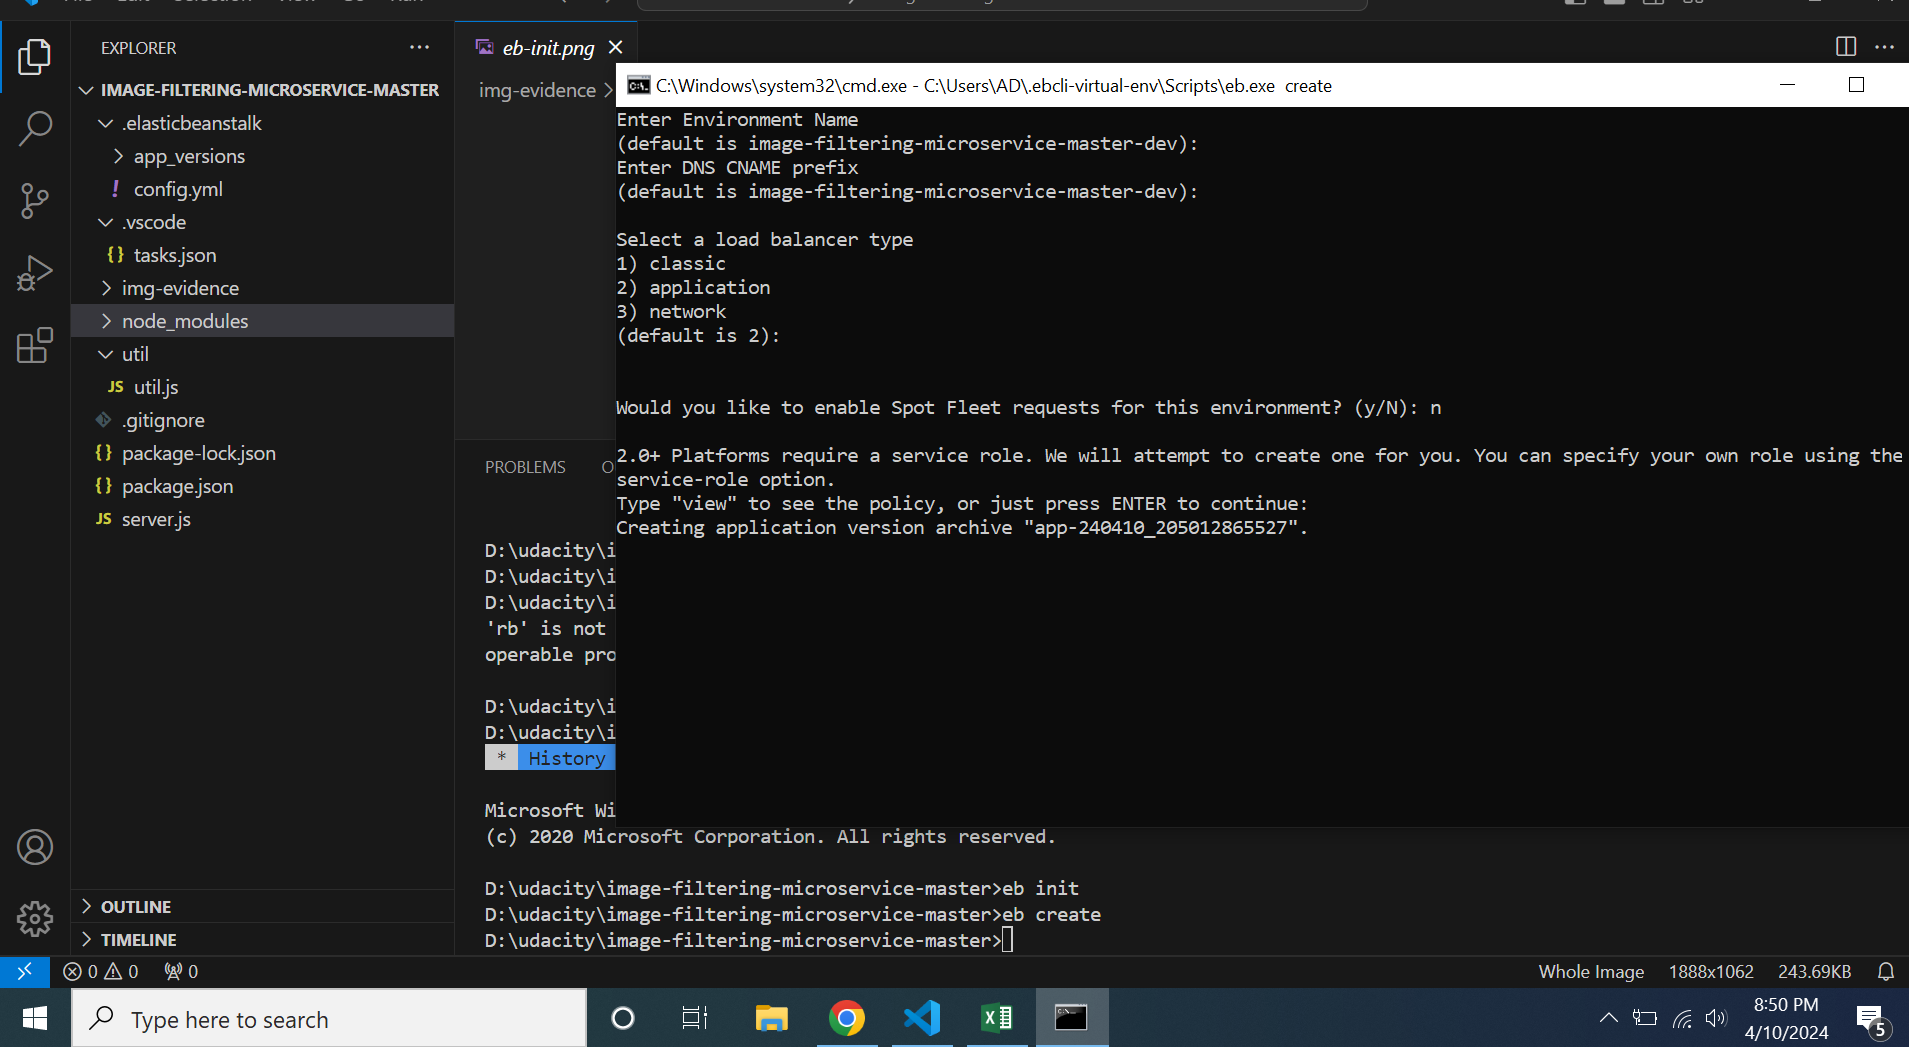 EXPLORER
IMAGE-FILTERING-MICROSERVICE-MASTER
.elasticbeanstalk
app_versions
! config.yml
.vscode
{} tasks.json
img-evidence
node_modules
util
JS util.js
.gitignore
{} package-lock.json
{} package.json
JS server.js
OUTLINE
TIMELINE
eb-init.png
img-evidence
PROBLEMS
C:\Windows\system32\cmd.exe - C:\Users\AD\.ebcli-virtual-env\Scripts\eb.exe create
Enter Environment Name
(default is image-filtering-microservice-master-dev):
Enter DNS CNAME prefix
(default is image-filtering-microservice-master-dev):
Select a load balancer type
1) classic
2) application
3) network
(default is 2):
Would you like to enable Spot Fleet requests for this environment? (y/N): n
2.0+ Platforms require a service role. We will attempt to create one for you. You can specify your own role using the
service-role option.
Type "view" to see the policy, or just press ENTER to continue:
Creating application version archive "app-240410_205012865527".
D:\udacity\i
D:\udacity\i
D:\udacity\i
'rb' is not
operable pro
D:\udacity\i
D:\udacity\i
* History
Microsoft Wi
(c) 2020 Microsoft Corporation. All rights reserved.
D:\udacity\image-filtering-microservice-master>eb init
D:\udacity\image-filtering-microservice-master>eb create
D:\udacity\image-filtering-microservice-master>
0 0 0
Whole Image 1888x1062 243.69KB
Type here to search
8:50 PM
4/10/2024
5